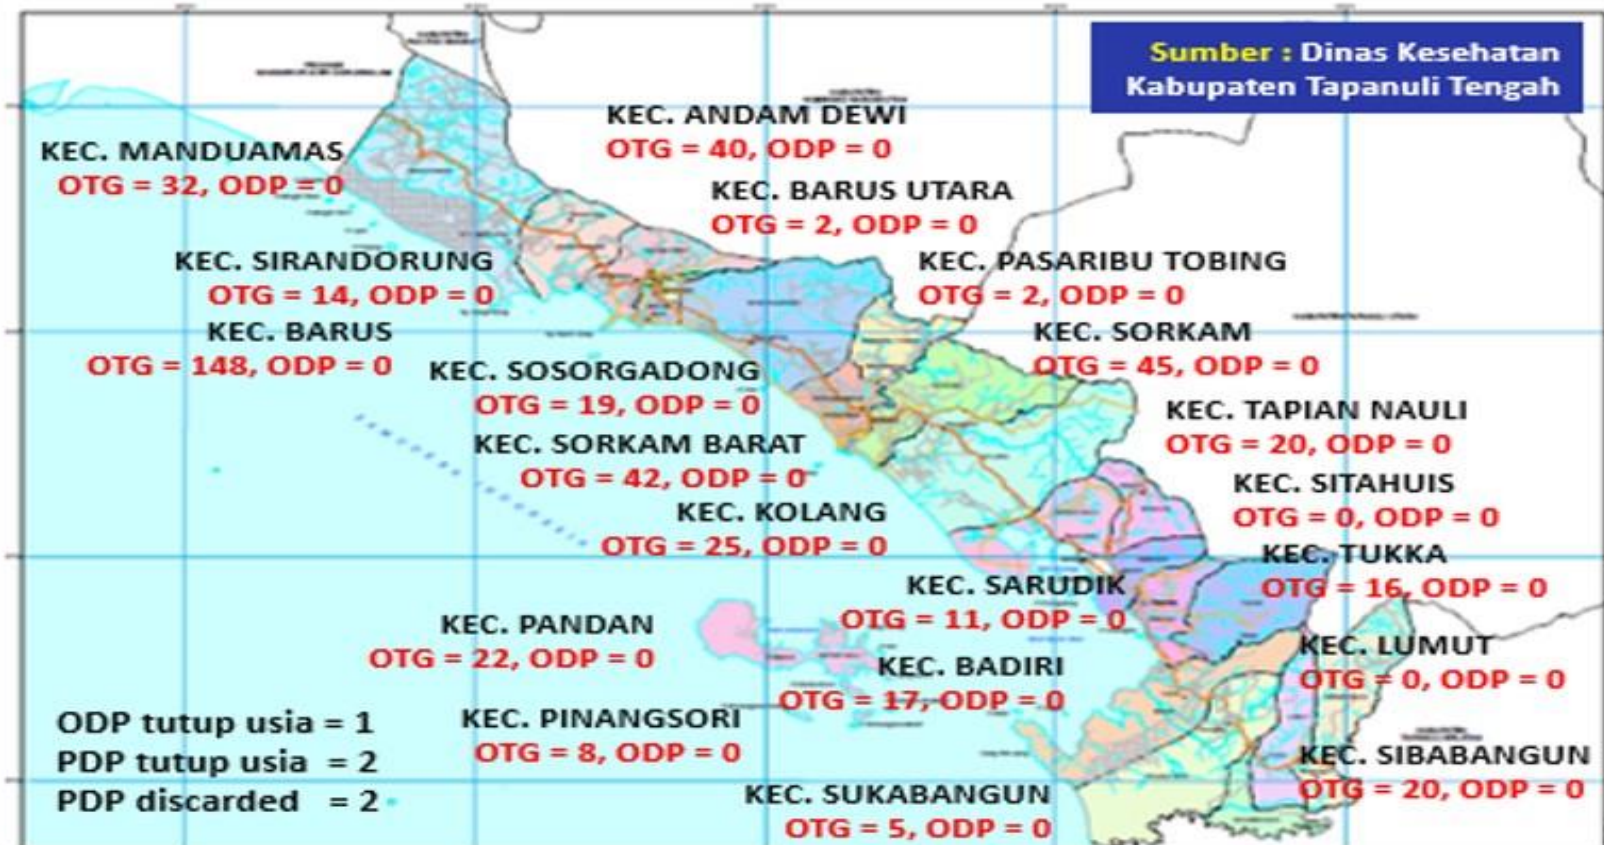 Sumber : Dinas Kesehatan
Kabupaten Tapanuli Tengah
KEC. ANDAM DEWI
OTG = 40, ODP = 0
KEC. MANDUAMAS
OTG = 32, ODP = 0
KEC. BARUS UTARA
OTG = 2, ODP = 0
KEC. SIRANDORUNG
OTG = 14, ODP = 0
KEC. PASARIBU TOBING
OTG = 2, ODP = 0
KEC. BARUS
OTG = 148, ODP = 0
KEC. SORKAM
OTG = 45, ODP = 0
KEC. SOSORGADONG
OTG = 19, ODP = 0
KEC. TAPIAN NAULI
OTG = 20, ODP = 0
KEC. SORKAM BARAT
OTG = 42, ODP = 0
KEC. SITAHUIS
OTG = 0, ODP = 0
KEC. KOLANG
OTG = 25, ODP = 0
KEC. TUKKA
OTG = 16, ODP = 0
KEC. SARUDIK
OTG = 11, ODP = 0
KEC. PANDAN
OTG = 22, ODP = 0
KEC. LUMUT
OTG = 0, ODP = 0
KEC. BADIRI
OTG = 17, ODP = 0
KEC. PINANGSORI
OTG = 8, ODP = 0
KEC. SIBABANGUN
OTG = 20, ODP = 0
KEC. SUKABANGUN
OTG = 5, ODP = 0
ODP tutup usia = 1
PDP tutup usia = 2
PDP discarded = 2